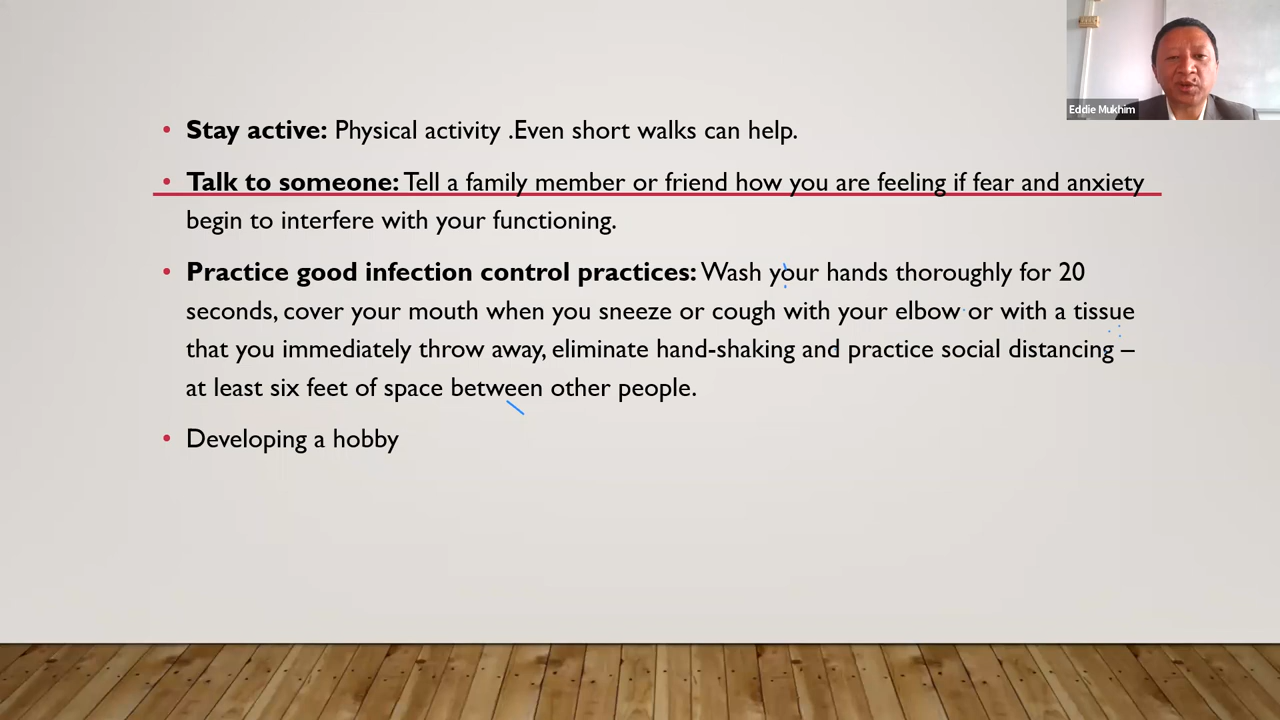 Eddie Mukhim
• Stay active: Physical activity .Even short walks can help.
• Talk to someone: Tell a family member or friend how you are feeling if fear and anxiety
begin to interfere with your functioning.
• Practice good infection control practices: Wash your hands thoroughly for 20
seconds, cover your mouth when you sneeze or cough with your elbow or with a tissue
that you immediately throw away, eliminate hand-shaking and practice social distancing –
at least six feet of space between other people.
• Developing a hobby